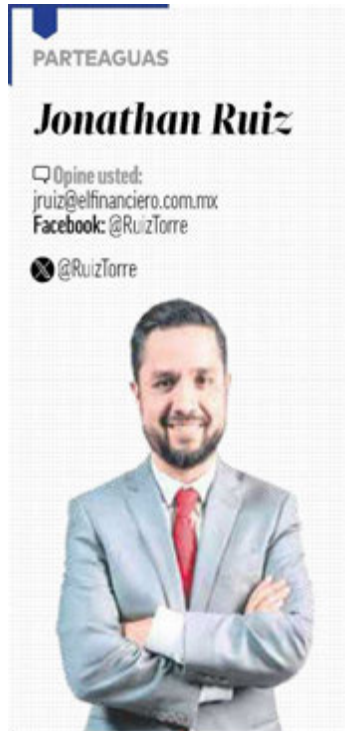 PARTEAGUAS
Jonathan Ruiz
Opine usted:
jruiz@elfinanciero.com.mx
Facebook: @RuizTorre
@RuizTorre